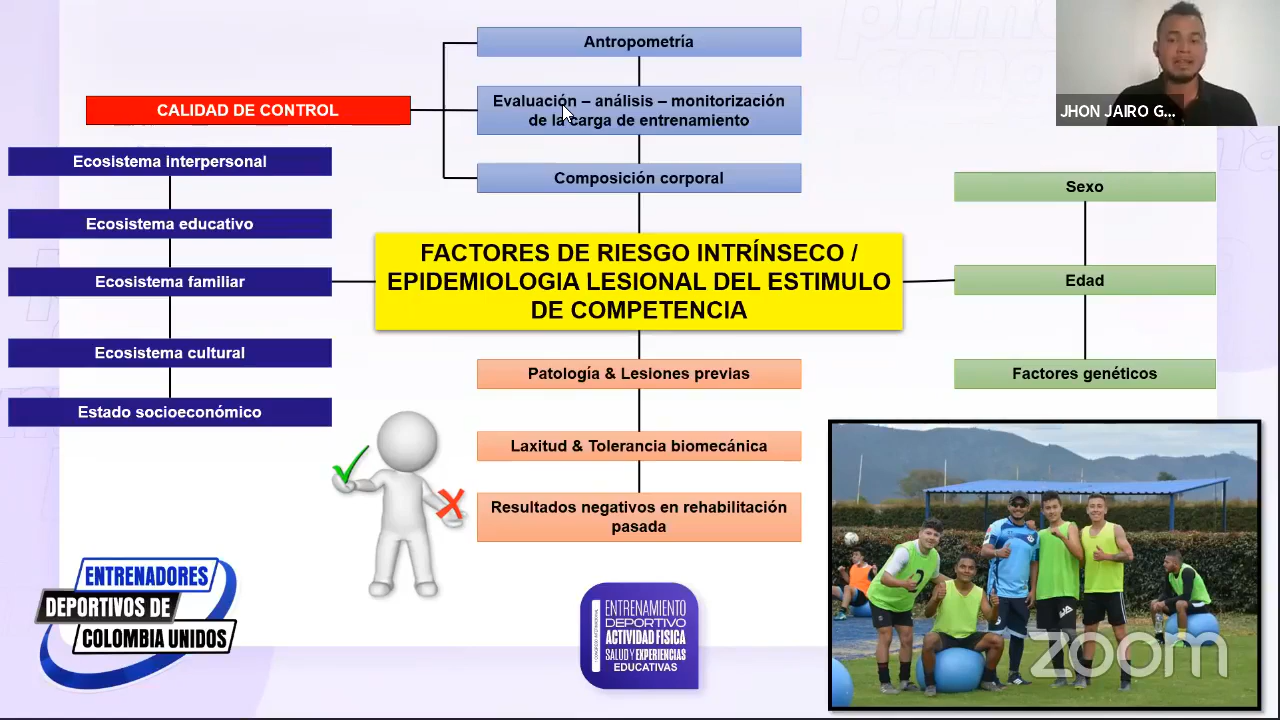 Antropometría
CALIDAD DE CONTROL
Evaluación – análisis – monitorización
de la carga de entrenamiento
Composición corporal
JHON JAIRO G...
Ecosistema interpersonal
Ecosistema educativo
Ecosistema familiar
Ecosistema cultural
Estado socioeconómico
FACTORES DE RIESGO INTRÍNSECO /
EPIDEMIOLOGIA LESIONAL DEL ESTIMULO
DE COMPETENCIA
Sexo
Edad
Factores genéticos
Patología & Lesiones previas
Laxitud & Tolerancia biomecánica
Resultados negativos en rehabilitación
pasada
ENTRENADORES
DEPORTIVOS DE
COLOMBIA UNIDOS
ENTRENAMIENTO
DEPORTIVO
ACTIVIDAD FISICA
SALUD Y EXPERIENCIAS
EDUCATIVAS
zoom